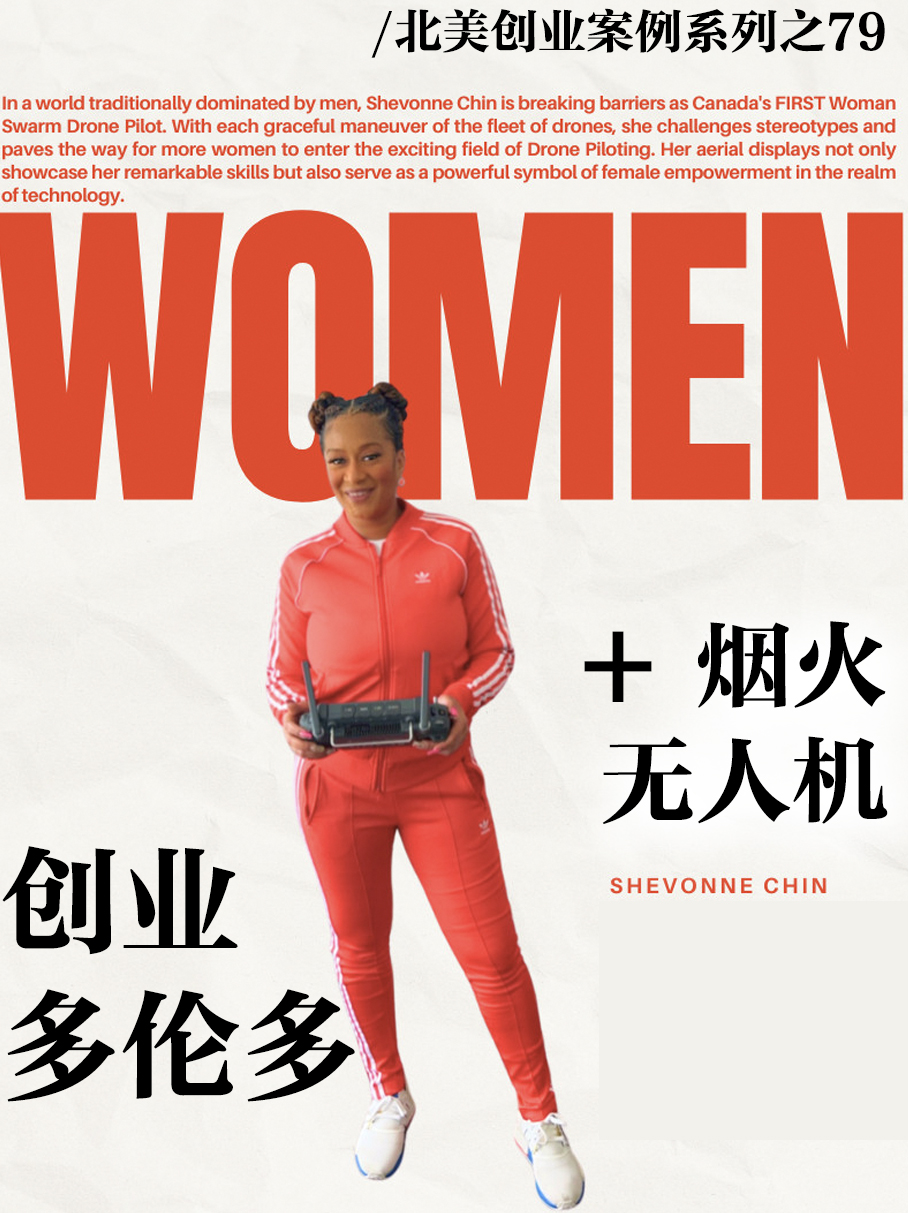 /北美创业案例系列之79
In a world traditionally dominated by men, Shevonne Chin is breaking barriers as Canada's FIRST Woman
Swarm Drone Pilot. With each graceful maneuver of the fleet of drones, she challenges stereotypes and
paves the way for more women to enter the exciting field of Drone Piloting. Her aerial displays not only
showcase her remarkable skills but also serve as a powerful symbol of female empowerment in the realm
of technology.
WOMEN
+ 烟火
无人机
SHEVONNE CHIN
创业
多伦多